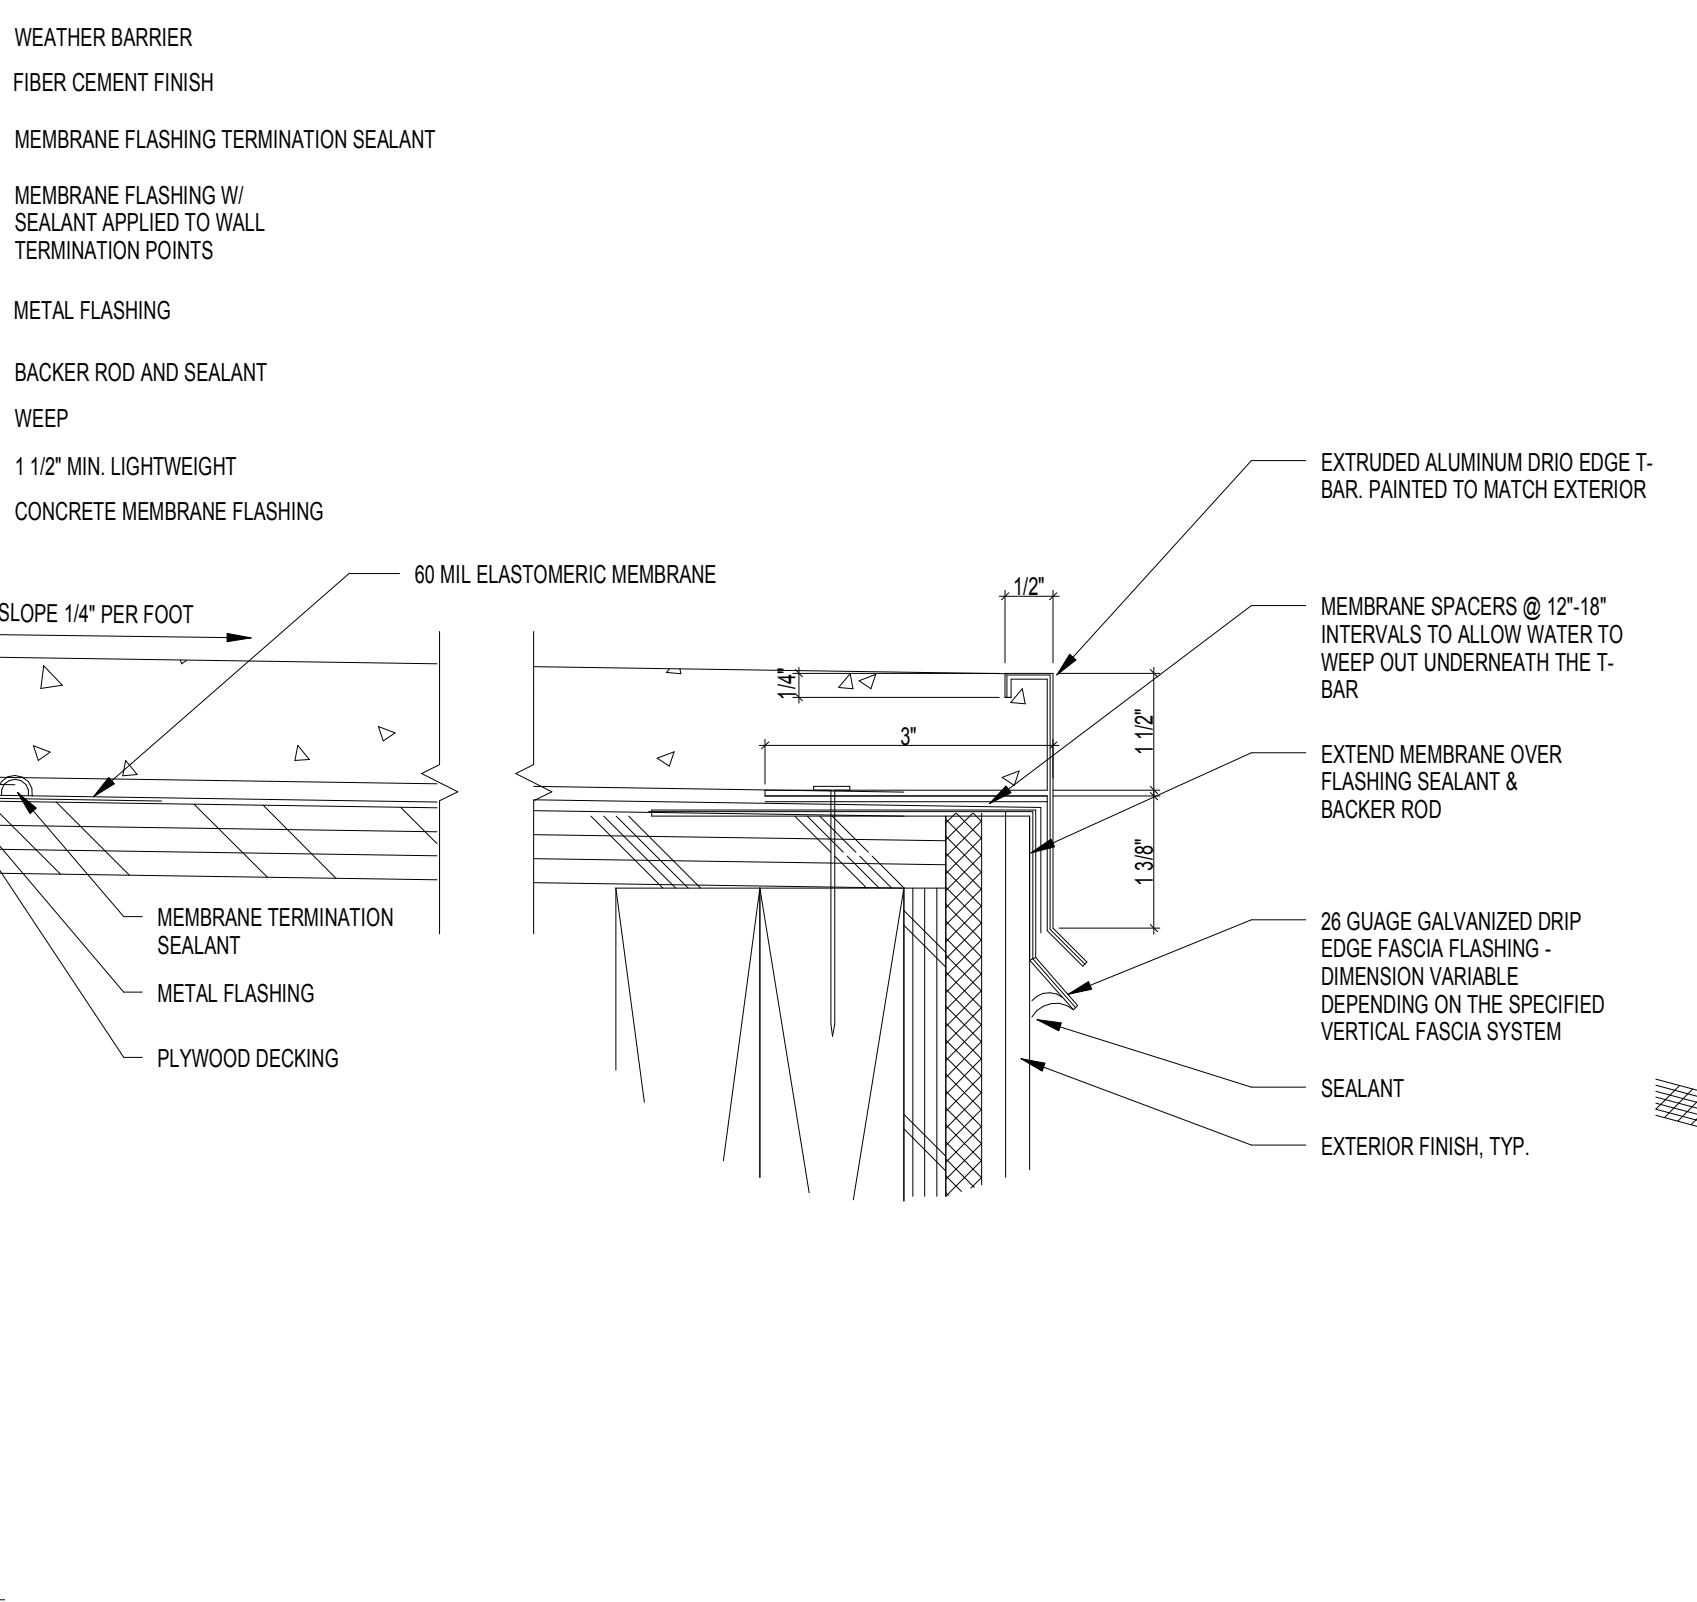 WEATHER BARRIER
FIBER CEMENT FINISH
MEMBRANE FLASHING TERMINATION SEALANT
MEMBRANE FLASHING W/
SEALANT APPLIED TO WALL
TERMINATION POINTS
METAL FLASHING
BACKER ROD AND SEALANT
WEEP
1 1/2" MIN. LIGHTWEIGHT
CONCRETE MEMBRANE FLASHING
60 MIL ELASTOMERIC MEMBRANE
SLOPE 1/4" PER FOOT
MEMBRANE TERMINATION
SEALANT
METAL FLASHING
PLYWOOD DECKING
1/2"
1/4"
3"
1 1/2"
1 3/8"
EXTRUDED ALUMINUM DRIO EDGE T-
BAR. PAINTED TO MATCH EXTERIOR
MEMBRANE SPACERS @ 12"-18"
INTERVALS TO ALLOW WATER TO
WEEP OUT UNDERNEATH THE T-
BAR
EXTEND MEMBRANE OVER
FLASHING SEALANT &
BACKER ROD
26 GUAGE GALVANIZED DRIP
EDGE FASCIA FLASHING -
DIMENSION VARIABLE
DEPENDING ON THE SPECIFIED
VERTICAL FASCIA SYSTEM
SEALANT
EXTERIOR FINISH, TYP.